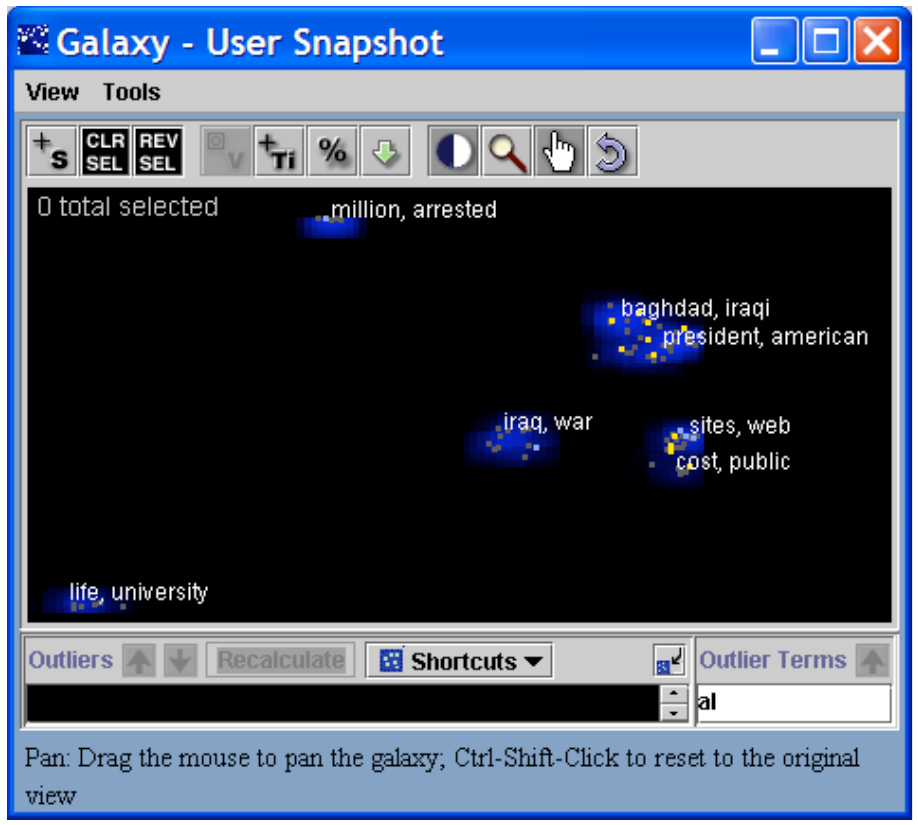 Galaxy - User Snapshot
View Tools
+S CLR SEL REV SEL V +Ti %
0 total selected
million, arrested
baghdad, iraqi
president, american
iraq, war
sites, web
cost, public
life, university
Outliers Recalculate Shortcuts Outlier Terms
al
Pan: Drag the mouse to pan the galaxy; Ctrl-Shift-Click to reset to the original
view